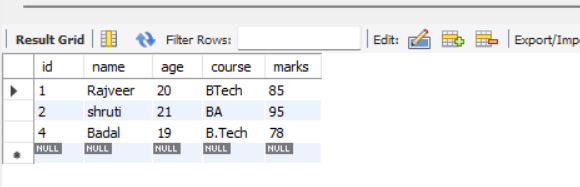 Result Grid Filter Rows: Edit: Export/Imp
id name age course marks
1 Rajveer 20 BTech 85
2 shruti 21 BA 95
4 Badal 19 B.Tech 78
NULL NULL NULL NULL NULL